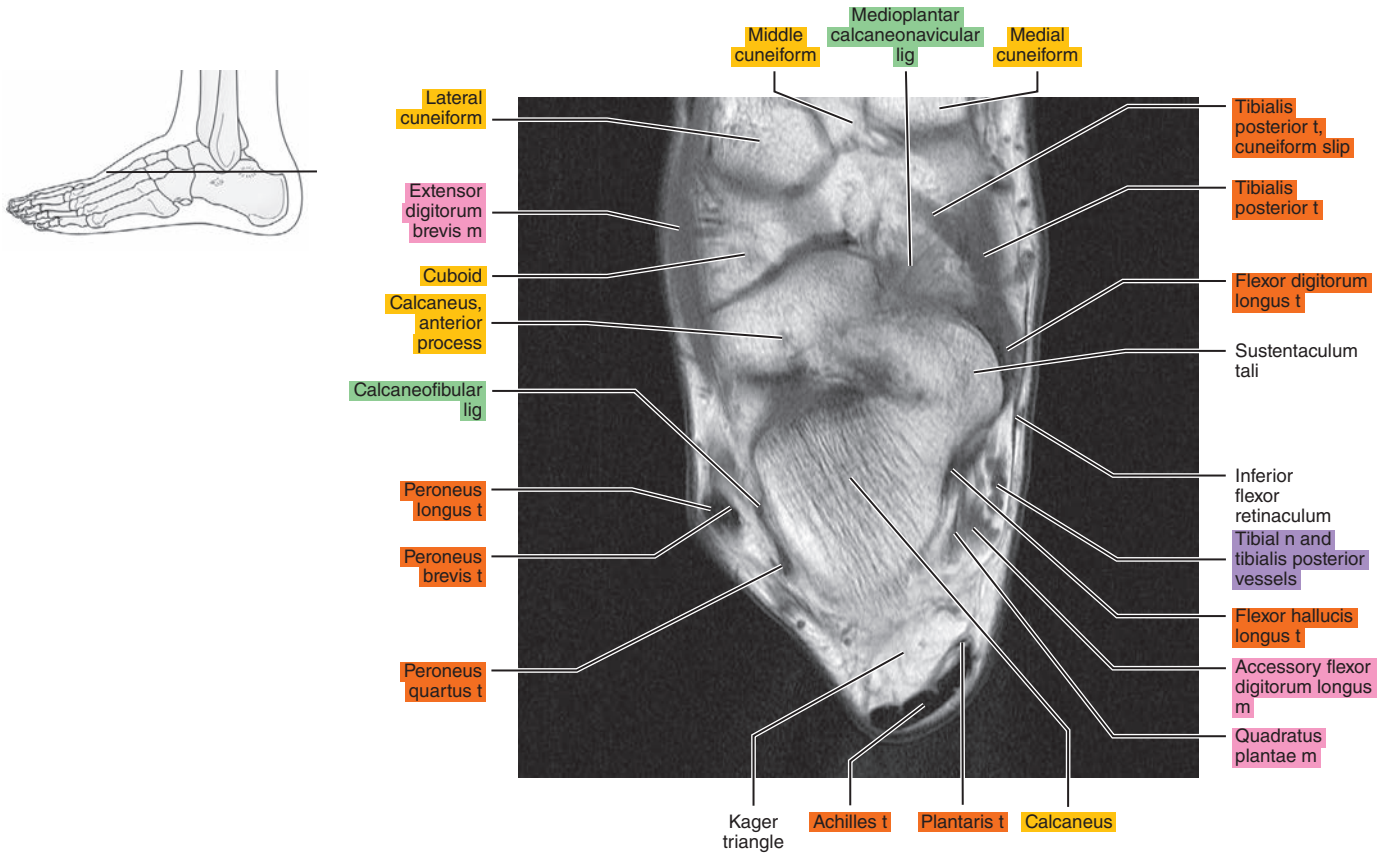 Middle
cuneiform
Medioplantar
calcaneonavicular
lig
Medial
cuneiform
Lateral
cuneiform
Extensor
digitorum
brevis m
Cuboid
Calcaneus,
anterior
process
Calcaneofibular
lig
Peroneus
longus t
Peroneus
brevis t
Peroneus
quartus t
Tibialis
posterior t,
cuneiform slip
Tibialis
posterior t
Flexor digitorum
longus t
Sustentaculum
tali
Inferior
flexor
retinaculum
Tibial n and
tibialis posterior
vessels
Flexor hallucis
longus t
Accessory flexor
digitorum longus
m
Quadratus
plantae m
Kager
triangle
Achilles t
Plantaris t
Calcaneus